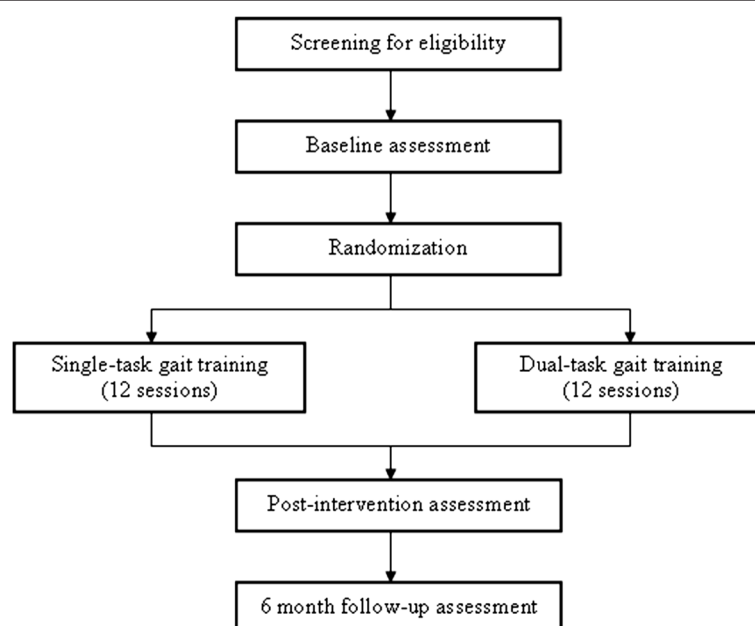 Screening for eligibility
Baseline assessment
Randomization
Single-task gait training
(12 sessions)
Dual-task gait training
(12 sessions)
Post-intervention assessment
6 month follow-up assessment